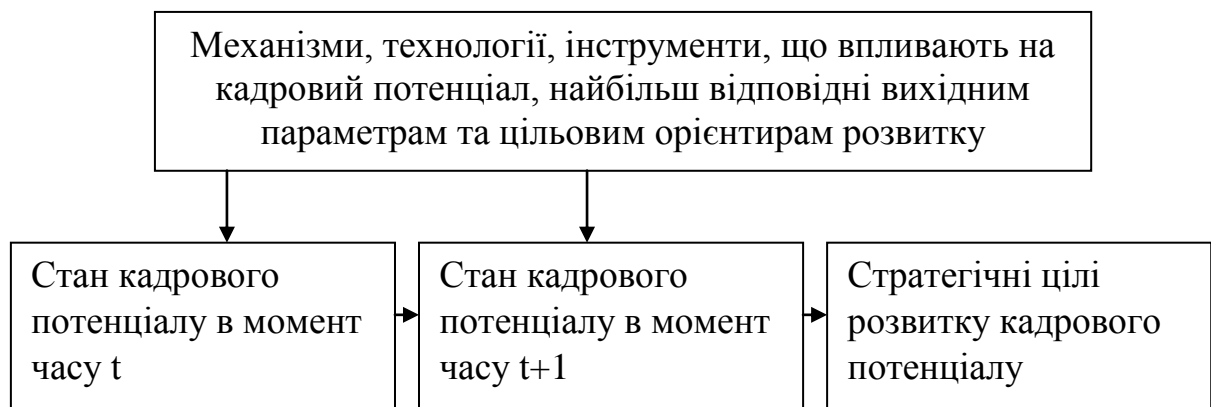 Механізми, технології, інструменти, що впливають на
кадровий потенціал, найбільш відповідні вихідним
параметрам та цільовим орієнтирам розвитку
Стан кадрового
потенціалу в момент
часу t
Стан кадрового
потенціалу в момент
часу t+1
Стратегічні цілі
розвитку кадрового
потенціалу